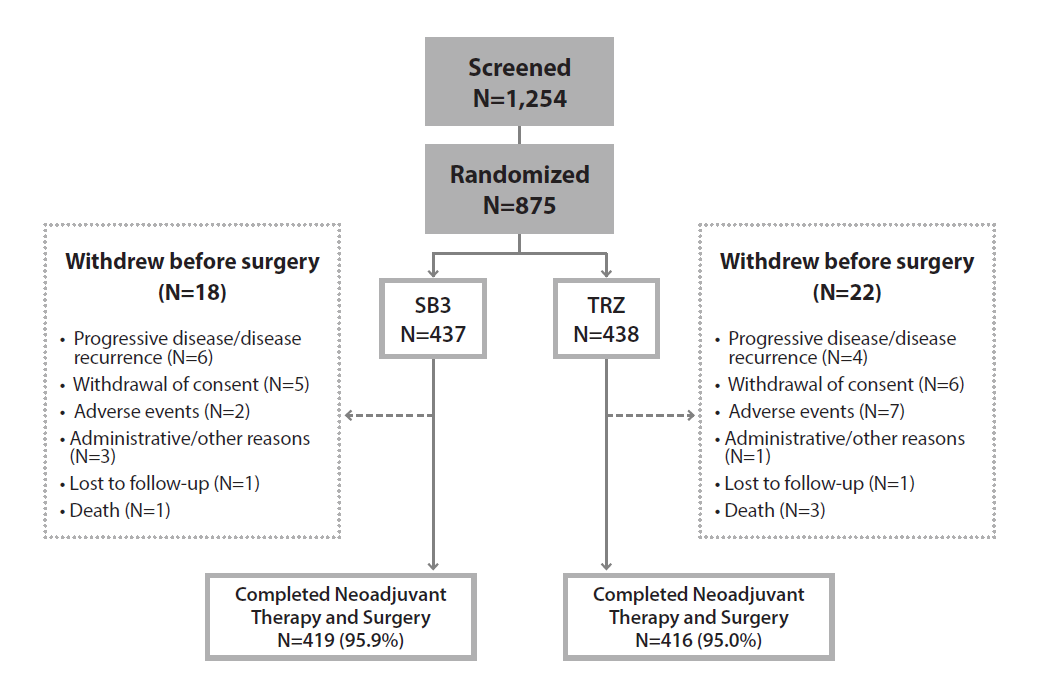 Screened
N=1,254
Randomized
N=875
Withdrew before surgery
(N=18)
• Progressive disease/disease
recurrence (N=6)
• Withdrawal of consent (N=5)
• Adverse events (N=2)
• Administrative/other reasons
(N=3)
• Lost to follow-up (N=1)
• Death (N=1)
SB3
N=437
TRZ
N=438
Withdrew before surgery
(N=22)
• Progressive disease/disease
recurrence (N=4)
• Withdrawal of consent (N=6)
• Adverse events (N=7)
• Administrative/other reasons
(N=1)
• Lost to follow-up (N=1)
• Death (N=3)
Completed Neoadjuvant
Therapy and Surgery
N=419 (95.9%)
Completed Neoadjuvant
Therapy and Surgery
N=416 (95.0%)